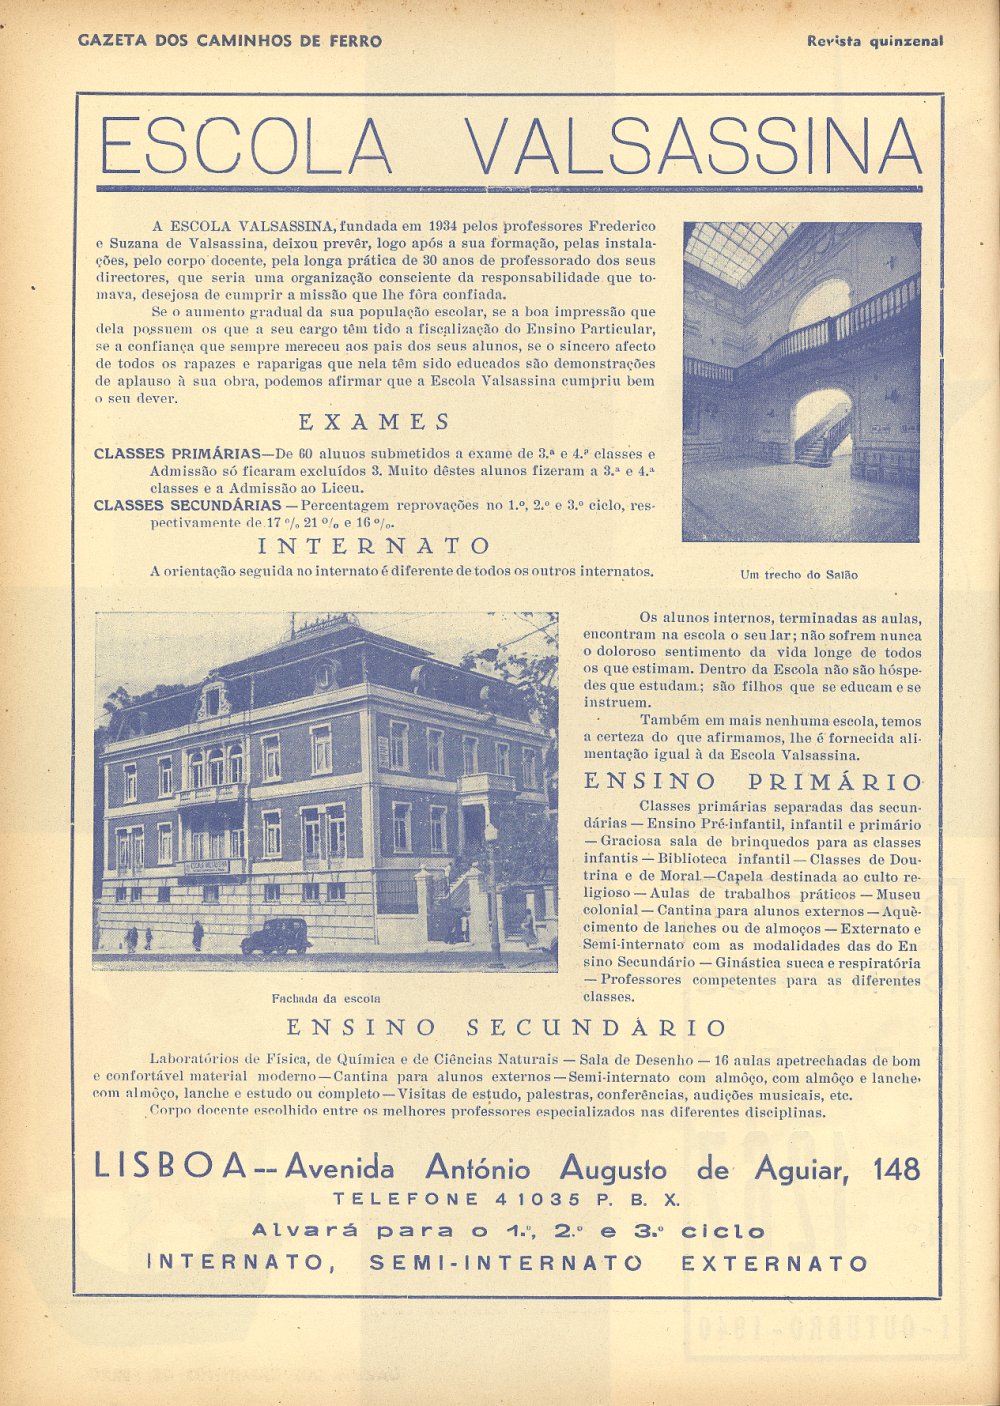 GAZETA DOS CAMINHOS DE FERRO
Revista quinzenal
ESCOLA VALSASSINA
A ESCOLA VALSASSINA, fundada em 1934 pelos professores Frederico
e Suzana de Valsassina, deixou prevêr, logo após a sua formação, pelas instala-
ções, pelo corpo docente, pela longa prática de 30 anos de professorado dos seus
directores, que seria uma organização consciente da responsabilidade que to-
mava, desejosa de cumprir a missão que lhe fôra confiada.
Se o aumento gradual da sua população escolar, se a boa impressão que
dela possuem os que a seu cargo têm tido a fiscalização do Ensino Particular,
se a confiança que sempre mereceu aos pais dos seus alunos, se o sincero afecto
de todos os rapazes e raparigas que nela têm sido educados são demonstrações
de aplauso à sua obra, podemos afirmar que a Escola Valsassina cumpriu bem
o seu dever.
EXAMES
CLASSES PRIMÁRIAS—De 60 alunos submetidos a exame de 3.ª e 4.ª classes e
Admissão só ficaram excluídos 3. Muito dêstes alunos fizeram a 3.ª e 4.ª
classes e a Admissão ao Liceu.
CLASSES SECUNDÁRIAS — Percentagem reprovações no 1.º, 2.º e 3.º ciclo, res-
pectivamente de 17 % 21 % e 16 %.
INTERNATO
A orientação seguida no internato é diferente de todos os outros internatos.
Um trecho do Salão
Os alunos internos, terminadas as aulas,
encontram na escola o seu lar; não sofrem nunca
o doloroso sentimento da vida longe de todos
os que estimam. Dentro da Escola não são hóspe-
des que estudam; são filhos que se educam e se
instruem.
Também em mais nenhuma escola, temos
a certeza do que afirmamos, lhe é fornecida ali-
mentação igual à da Escola Valsassina.
ENSINO PRIMÁRIO
Classes primárias separadas das secun-
dárias — Ensino Pré-infantil, infantil e primário
— Graciosa sala de brinquedos para as classes
infantis — Biblioteca infantil — Classes de Dou-
trina e de Moral —Capela destinada ao culto re-
ligioso — Aulas de trabalhos práticos — Museu
colonial — Cantina para alunos externos — Aquè-
cimento de lanches ou de almoços — Externato e
Semi-internato com as modalidades das do En
sino Secundário — Ginástica sueca e respiratória
— Professores competentes para as diferentes
classes.
Fachada da escola
ENSINO SECUNDÁRIO
Laboratórios de Física, de Química e de Ciências Naturais — Sala de Desenho — 16 aulas apetrechadas de bom
e confortável material moderno—Cantina para alunos externos—Semi-internato com almôço, com almôço e lanche,
com almôço, lanche e estudo ou completo—Visitas de estudo, palestras, conferências, audições musicais, etc.
Corpo docente escolhido entre os melhores professores especializados nas diferentes disciplinas.
LISBOA -- Avenida António Augusto de Aguiar, 148
TELEFONE 41035 P. B. X.
Alvará para o 1.º, 2.º e 3.º ciclo
INTERNATO, SEMI-INTERNATO EXTERNATO